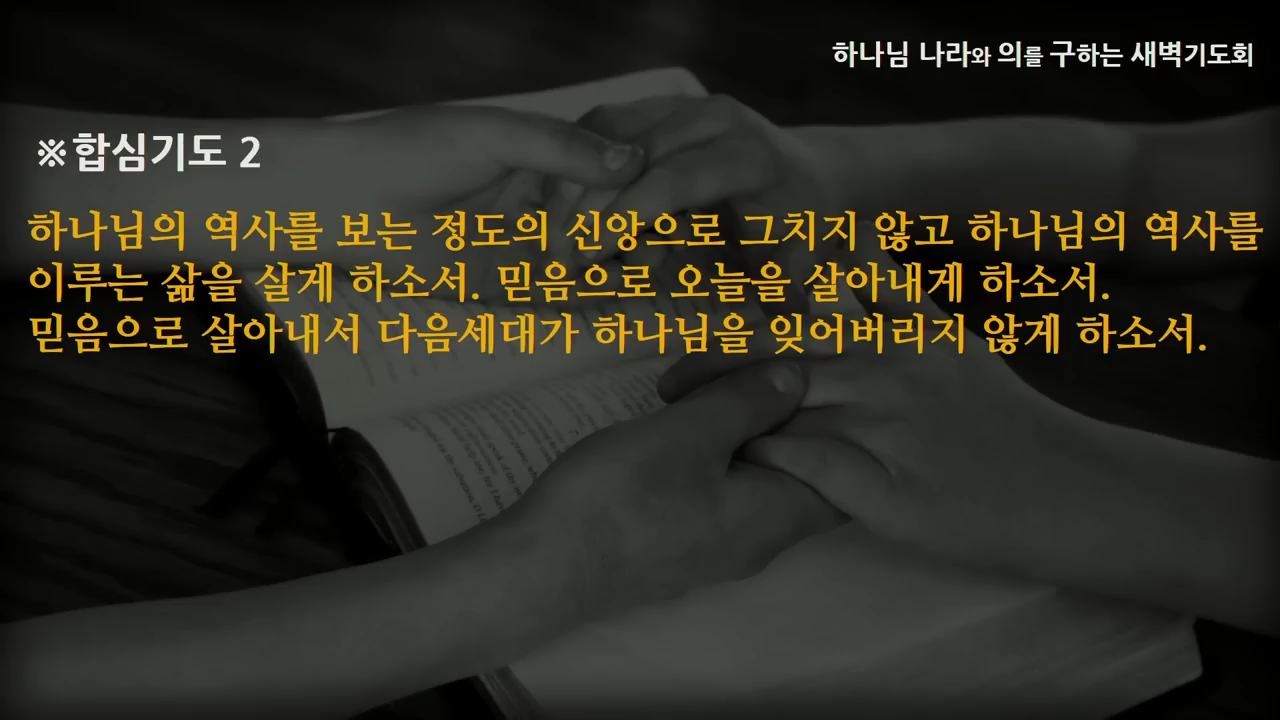 하나님 나라와 의를 구하는 새벽기도회
※합심기도 2
하나님의 역사를 보는 정도의 신앙으로 그치지 않고 하나님의 역사를
이루는 삶을 살게 하소서. 믿음으로 오늘을 살아내게 하소서.
믿음으로 살아내서 다음세대가 하나님을 잊어버리지 않게 하소서.